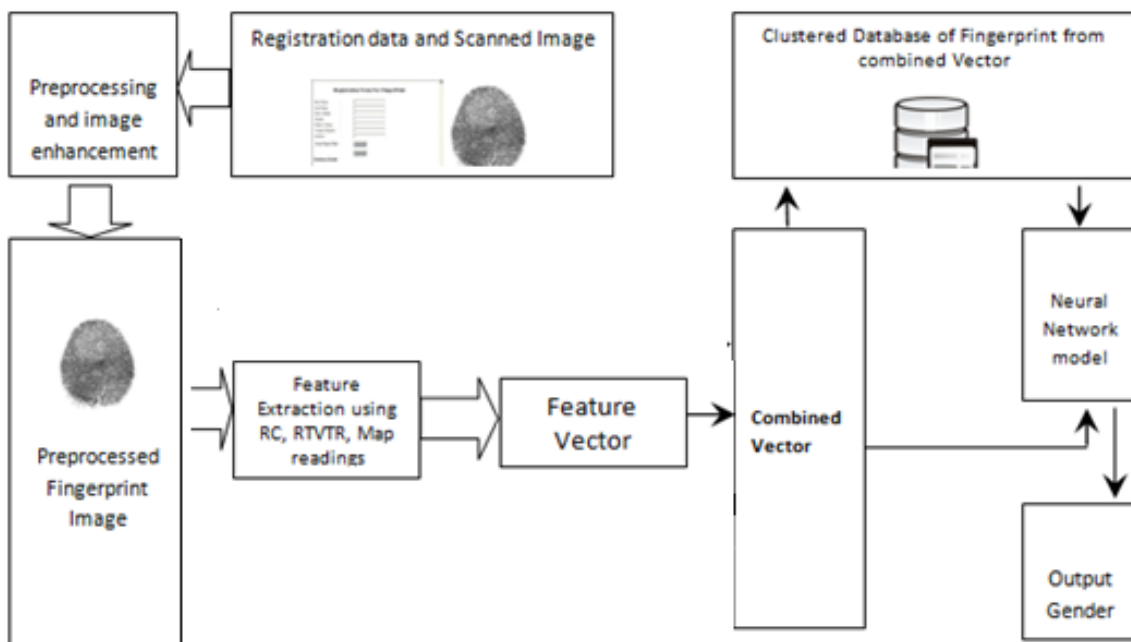 Registration data and Scanned Image
Preprocessing
and image
enhancement
Clustered Database of Fingerprint from
combined Vector
Preprocessed
Fingerprint
Image
Feature
Extraction using
RC, RTVTR, Map
readings
Feature
Vector
Combined
Vector
Neural
Network
model
Output
Gender